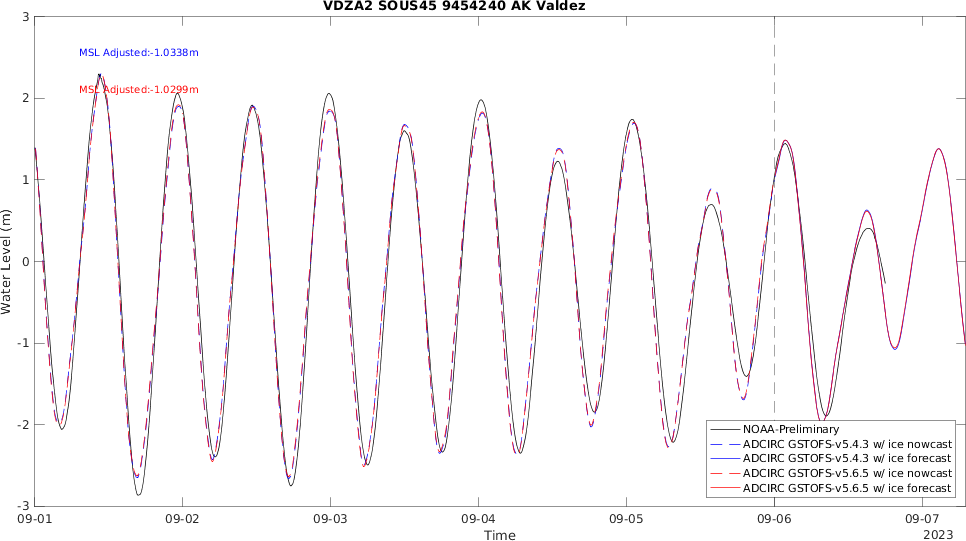 VDZA2 SOUS45 9454240 AK Valdez
3
MSL Adjusted:-1.0338m
MSL Adjusted:-1.0299m
2
1
0
-1
-2
-3
Water Level (m)
NOAA-Preliminary
ADCIRC GSTOFS-v5.4.3 w/ ice nowcast
ADCIRC GSTOFS-v5.4.3 w/ ice forecast
ADCIRC GSTOFS-v5.6.5 w/ ice nowcast
ADCIRC GSTOFS-v5.6.5 w/ ice forecast
09-01 09-02 09-03 09-04 09-05 09-06 09-07
Time
2023